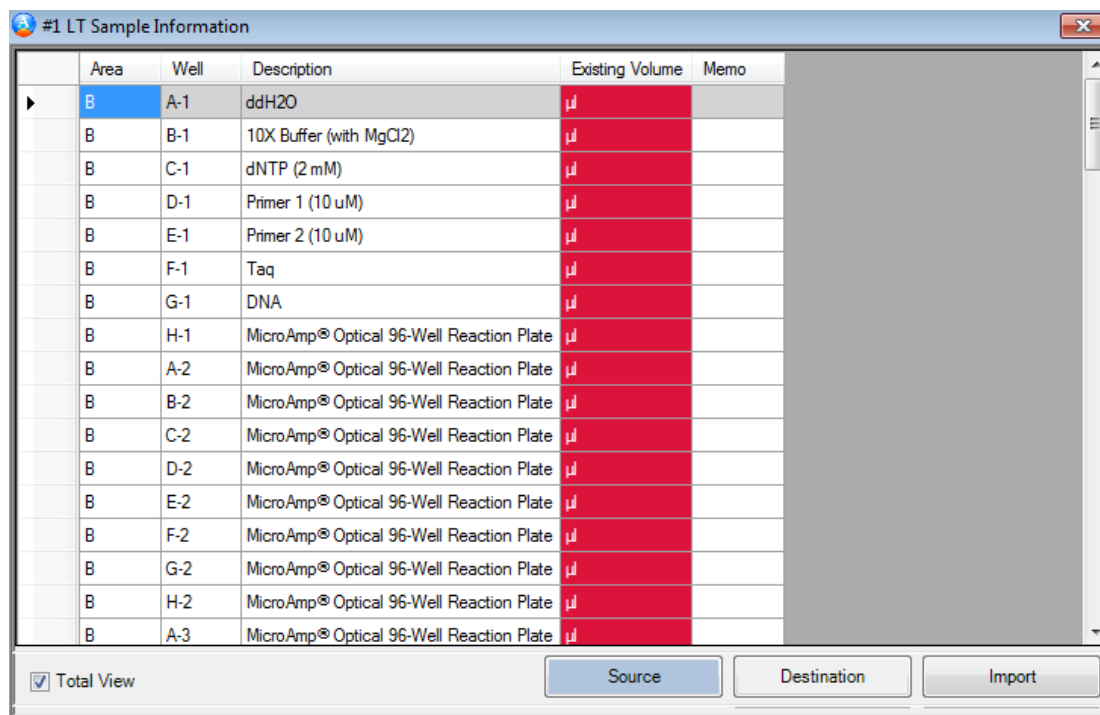 #1 LT Sample Information
Area Well Description Existing Volume Memo
B A-1 ddH2O µl
B B-1 10X Buffer (with MgCl2) µl
B C-1 dNTP (2 mM) µl
B D-1 Primer 1 (10 uM) µl
B E-1 Primer 2 (10 uM) µl
B F-1 Taq µl
B G-1 DNA µl
B H-1 MicroAmp® Optical 96-Well Reaction Plate µl
B A-2 MicroAmp® Optical 96-Well Reaction Plate µl
B B-2 MicroAmp® Optical 96-Well Reaction Plate µl
B C-2 MicroAmp® Optical 96-Well Reaction Plate µl
B D-2 MicroAmp® Optical 96-Well Reaction Plate µl
B E-2 MicroAmp® Optical 96-Well Reaction Plate µl
B F-2 MicroAmp® Optical 96-Well Reaction Plate µl
B G-2 MicroAmp® Optical 96-Well Reaction Plate µl
B H-2 MicroAmp® Optical 96-Well Reaction Plate µl
B A-3 MicroAmp® Optical 96-Well Reaction Plate µl
Total View Source Destination Import